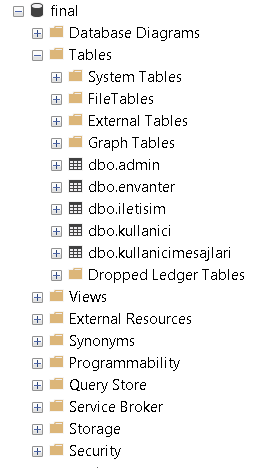 final
Database Diagrams
Tables
System Tables
FileTables
External Tables
Graph Tables
dbo.admin
dbo.envanter
dbo.iletisim
dbo.kullanici
dbo.kullanicimesajlari
Dropped Ledger Tables
Views
External Resources
Synonyms
Programmability
Query Store
Service Broker
Storage
Security